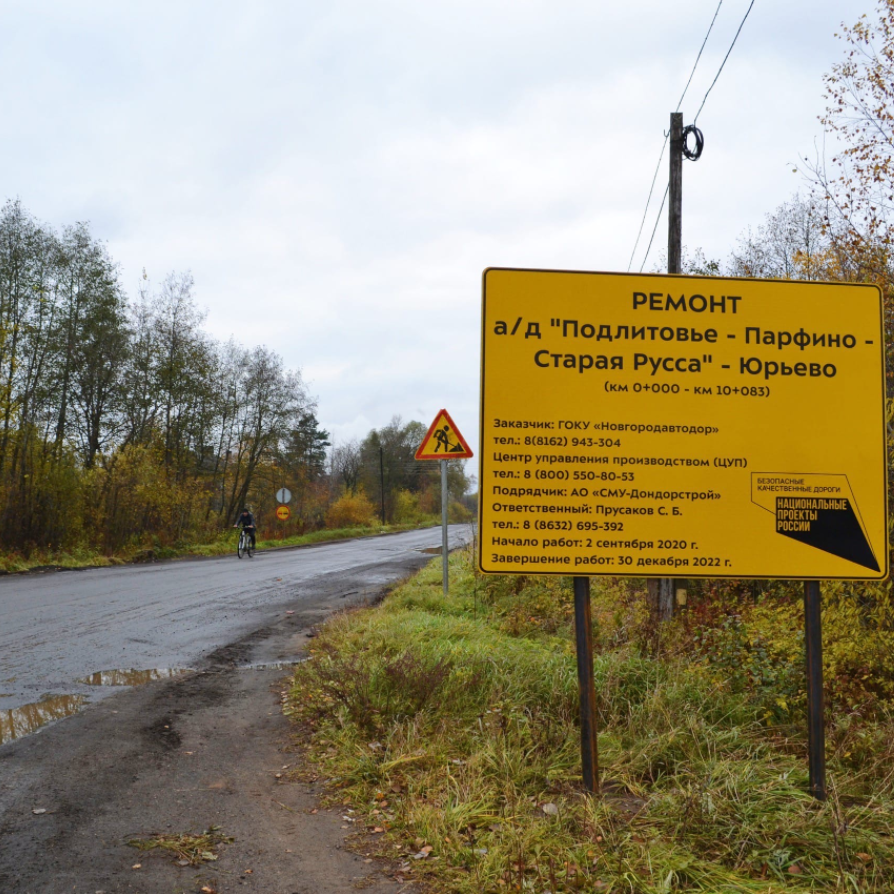 РЕМОНТ
а/д "Подлитовье - Парфино -
Старая Русса" - Юрьево
(км 0+000 - км 10+083)
Заказчик: ГОКУ «Новгородавтодор»
тел.: 8(8162) 943-304
Центр управления производством (ЦУП)
тел.: 8 (800) 550-80-53
Подрядчик: АО «СМУ-Дондорстрой»
Ответственный: Прусаков С. Б.
тел.: 8 (8632) 695-392
Начало работ: 2 сентября 2020 г.
Завершение работ: 30 декабря 2022 г.
БЕЗОПАСНЫЕ
КАЧЕСТВЕННЫЕ ДОРОГИ
НАЦИОНАЛЬНЫЕ
ПРОЕКТЫ
РОССИИ